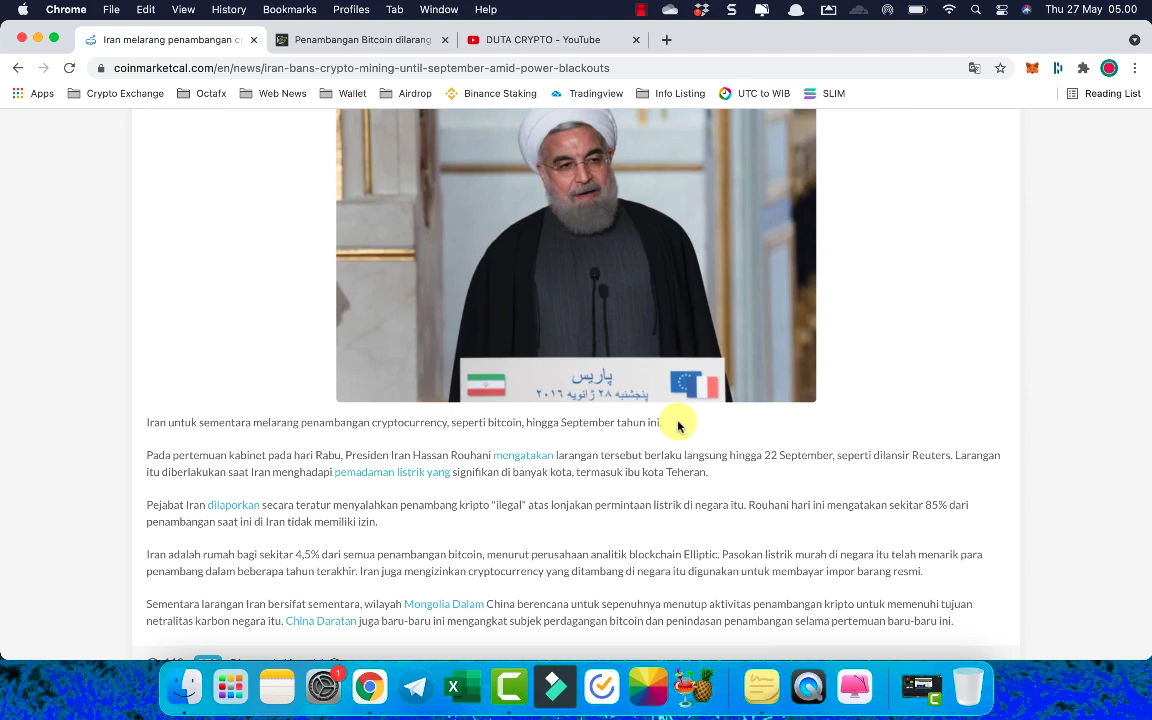 Chrome File Edit View History Bookmarks Profiles Tab Window Help Thu 27 May 05.00
Iran melarang penambangan c Penambangan Bitcoin dilarang DUTA CRYPTO - YouTube
coinmarketcal.com/en/news/iran-bans-crypto-mining-until-september-amid-power-blackouts
Apps Crypto Exchange Octafx Web News Wallet Airdrop Binance Staking Tradingview Info Listing UTC to WIB SLIM Reading List
پاریس
پنجشنبه ۲۸ ژانویه ۲۰۱۶
Iran untuk sementara melarang penambangan cryptocurrency, seperti bitcoin, hingga September tahun ini.
Pada pertemuan kabinet pada hari Rabu, Presiden Iran Hassan Rouhani mengatakan larangan tersebut berlaku langsung hingga 22 September, seperti dilansir Reuters. Larangan
itu diberlakukan saat Iran menghadapi pemadaman listrik yang signifikan di banyak kota, termasuk ibu kota Teheran.
Pejabat Iran dilaporkan secara teratur menyalahkan penambang kripto "ilegal" atas lonjakan permintaan listrik di negara itu. Rouhani hari ini mengatakan sekitar 85% dari
penambangan saat ini di Iran tidak memiliki izin.
Iran adalah rumah bagi sekitar 4,5% dari semua penambangan bitcoin, menurut perusahaan analitik blockchain Elliptic. Pasokan listrik murah di negara itu telah menarik para
penambang dalam beberapa tahun terakhir. Iran juga mengizinkan cryptocurrency yang ditambang di negara itu digunakan untuk membayar impor barang resmi.
Sementara larangan Iran bersifat sementara, wilayah Mongolia Dalam China berencana untuk sepenuhnya menutup aktivitas penambangan kripto untuk memenuhi tujuan
netralitas karbon negara itu. China Daratan juga baru-baru ini mengangkat subjek perdagangan bitcoin dan penindasan penambangan selama pertemuan baru-baru ini.
1